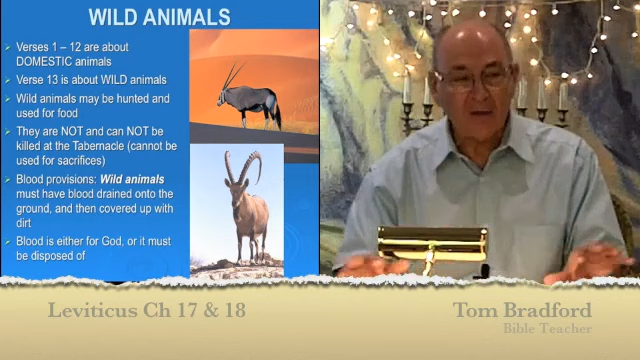 WILD ANIMALS
Verses 1 – 12 are about
DOMESTIC animals
Verse 13 is about WILD animals
Wild animals may be hunted and
used for food
They are NOT and can NOT be
killed at the Tabernacle (cannot be
used for sacrifices)
Blood provisions: Wild animals
must have blood drained onto the
ground, and then covered up with
dirt
Blood is either for God, or it must
be disposed of
Leviticus Ch 17 & 18
Tom Bradford
Bible Teacher